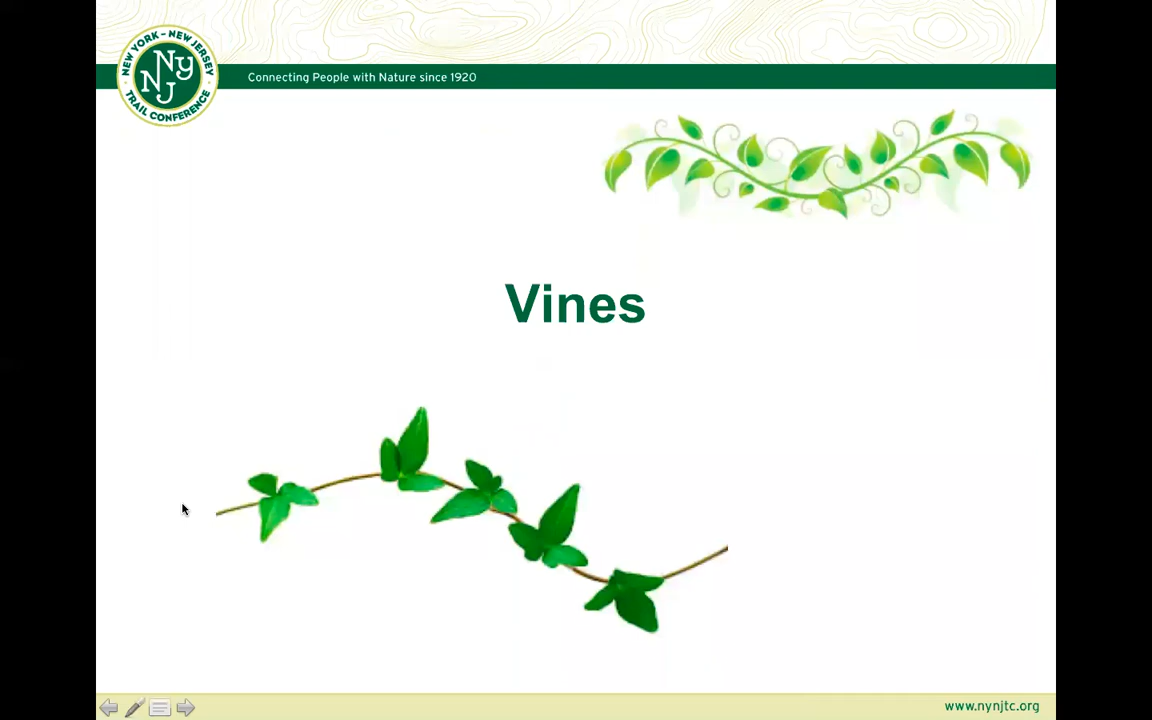 NEW YORK - NEW JERSEY
NY
NJ
TRAIL CONFERENCE
Connecting People with Nature since 1920
Vines
www.nynjtc.org